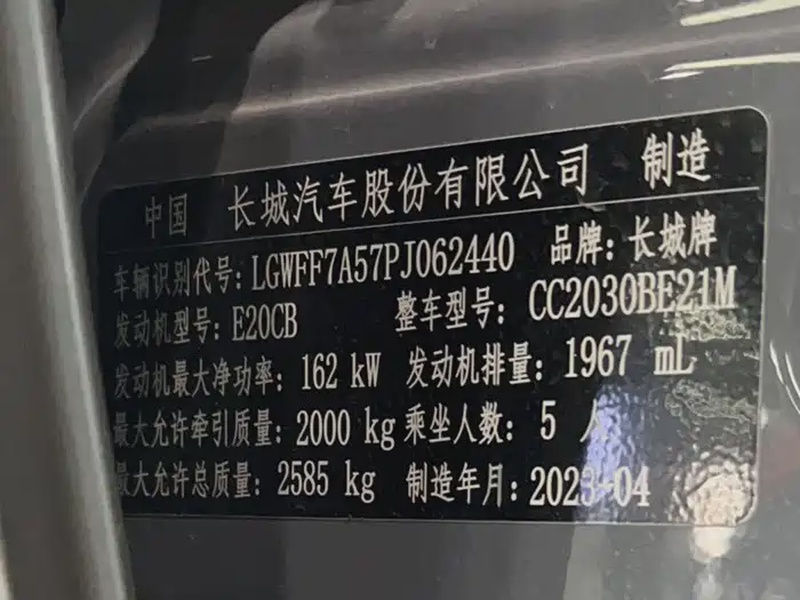 中国 长城汽车股份有限公司 制造
车辆识别代号:LGWFF7A57PJ062440 品牌:长城牌
发动机型号:E20CB 整车型号:CC2030BE21M
发动机最大净功率:162 kW 发动机排量:1967 mL
最大允许牵引质量:2000 kg 乘坐人数:5 人
最大允许总质量:2585 kg 制造年月:2023-04